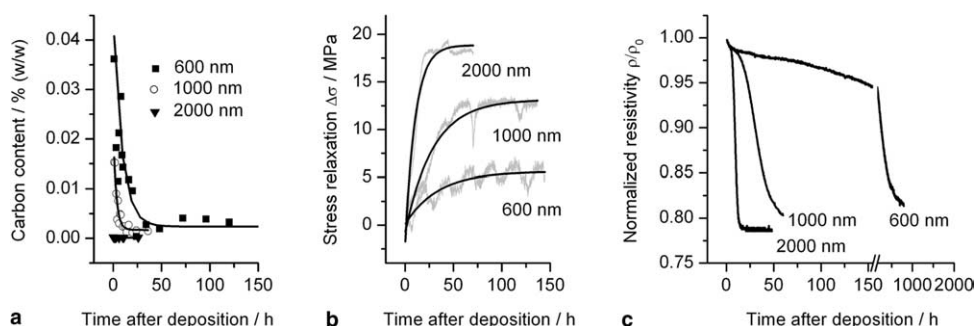 0.04
0.03
0.02
0.01
0.00
Carbon content / % (w/w)
600 nm
1000 nm
2000 nm
0 50 100 150
a Time after deposition / h
20
15
10
5
0
Stress relaxation Δσ / MPa
2000 nm
1000 nm
600 nm
0 50 100 150
b Time after deposition / h
1.00
0.95
0.90
0.85
0.80
0.75
Normalized resistivity ρ/ρ0
1000 nm
600 nm
2000 nm
0 50 100 150 1000 2000
c Time after deposition / h